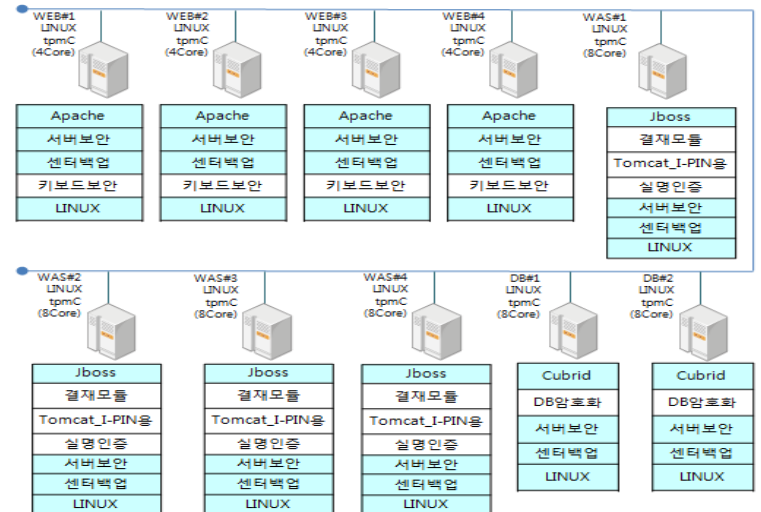 WEB#1
LINUX
tpmC
(4Core)
WEB#2
LINUX
tpmC
(4Core)
WEB#3
LINUX
tpmC
(4Core)
WEB#4
LINUX
tpmC
(4Core)
WAS#1
LINUX
tpmC
(8Core)
Apache
서버보안
센터백업
키보드보안
LINUX
Apache
서버보안
센터백업
키보드보안
LINUX
Apache
서버보안
센터백업
키보드보안
LINUX
Apache
서버보안
센터백업
키보드보안
LINUX
Jboss
결재모듈
Tomcat_I-PIN용
실명인증
서버보안
센터백업
LINUX
WAS#2
LINUX
tpmC
(8Core)
WAS#3
LINUX
tpmC
(8Core)
WAS#4
LINUX
tpmC
(8Core)
DB#1
LINUX
tpmC
(8Core)
DB#2
LINUX
tpmC
(8Core)
Jboss
결재모듈
Tomcat_I-PIN용
실명인증
서버보안
센터백업
LINUX
Jboss
결재모듈
Tomcat_I-PIN용
실명인증
서버보안
센터백업
LINUX
Jboss
결재모듈
Tomcat_I-PIN용
실명인증
서버보안
센터백업
LINUX
Cubrid
DB암호화
서버보안
센터백업
LINUX
Cubrid
DB암호화
서버보안
센터백업
LINUX